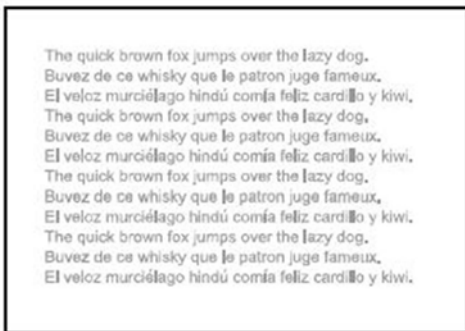 The quick brown fox jumps over the lazy dog.
Buvez de ce whisky que le patron juge fameux.
El veloz murciélago hindú comía feliz cardillo y kiwi.
The quick brown fox jumps over the lazy dog.
Buvez de ce whisky que le patron juge fameux.
El veloz murciélago hindú comía feliz cardillo y kiwi.
The quick brown fox jumps over the lazy dog.
Buvez de ce whisky que le patron juge fameux.
El veloz murciélago hindú comía feliz cardillo y kiwi.
The quick brown fox jumps over the lazy dog.
Buvez de ce whisky que le patron juge fameux.
El veloz murciélago hindú comía feliz cardillo y kiwi.